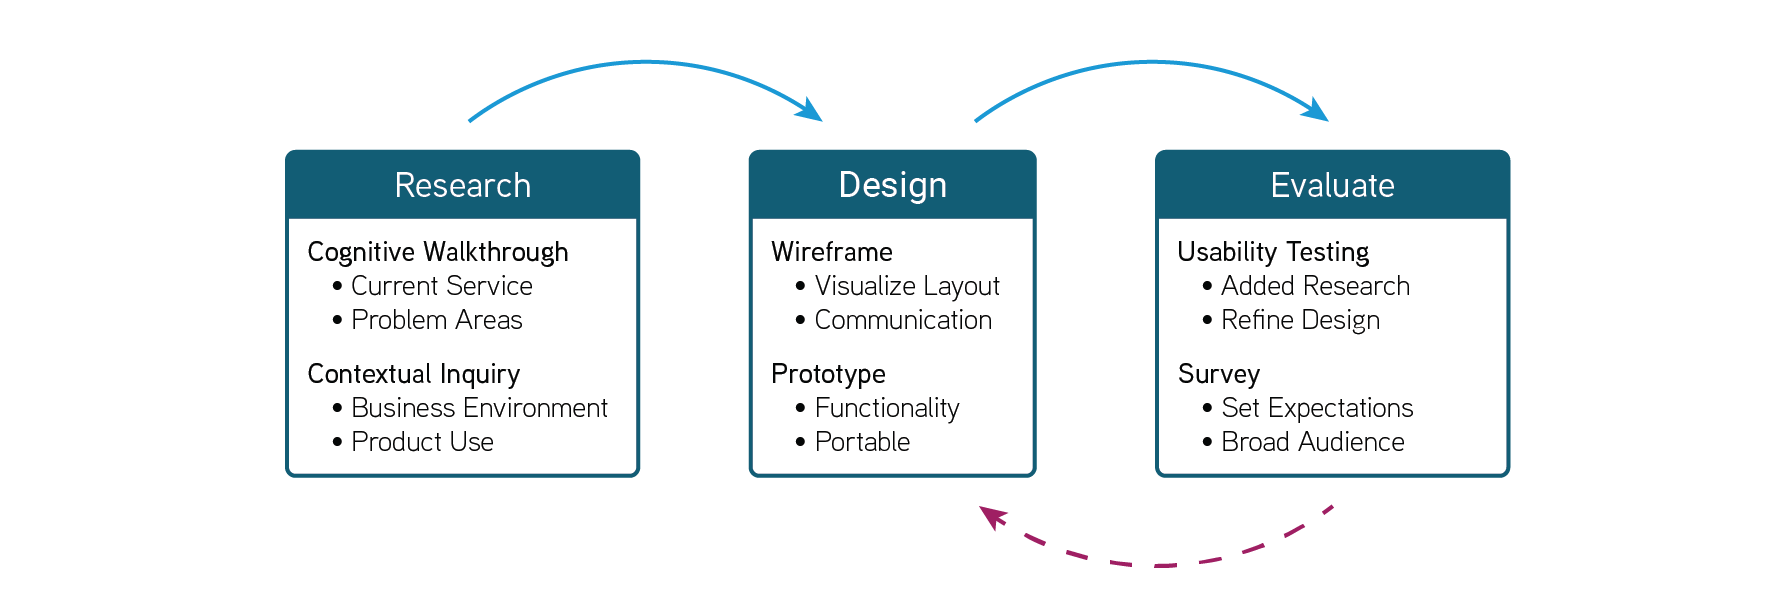 Research
Cognitive Walkthrough
• Current Service
• Problem Areas
Contextual Inquiry
• Business Environment
• Product Use
Design
Wireframe
• Visualize Layout
• Communication
Prototype
• Functionality
• Portable
Evaluate
Usability Testing
• Added Research
• Refine Design
Survey
• Set Expectations
• Broad Audience